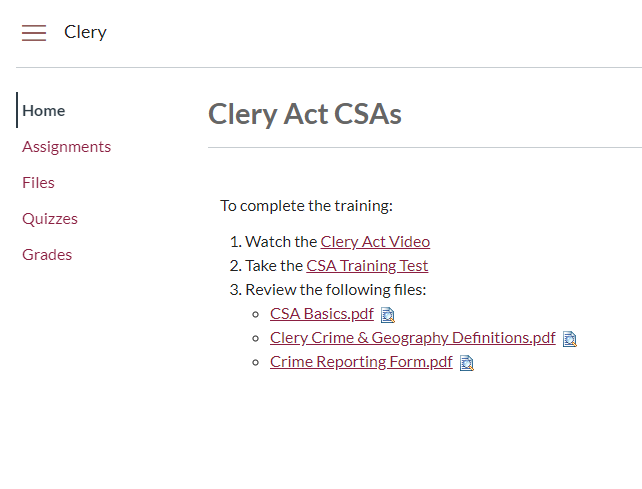 Clery
Home
Assignments
Files
Quizzes
Grades
Clery Act CSAs
To complete the training:
1. Watch the Clery Act Video
2. Take the CSA Training Test
3. Review the following files:
CSA Basics.pdf
Clery Crime & Geography Definitions.pdf
Crime Reporting Form.pdf